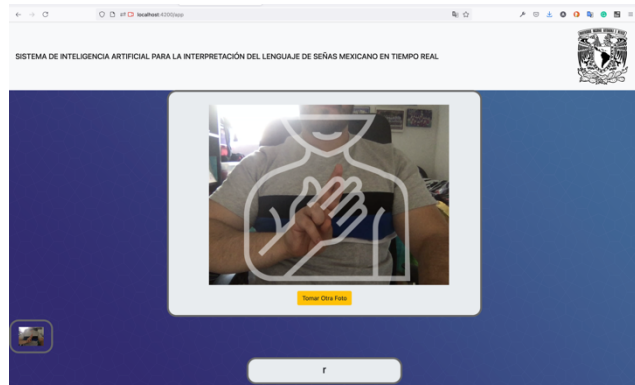 localhost:4200/app
SISTEMA DE INTELIGENCIA ARTIFICIAL PARA LA INTERPRETACIÓN DEL LENGUAJE DE SEÑAS MEXICANO EN TIEMPO REAL
Tomar Otra Foto
r